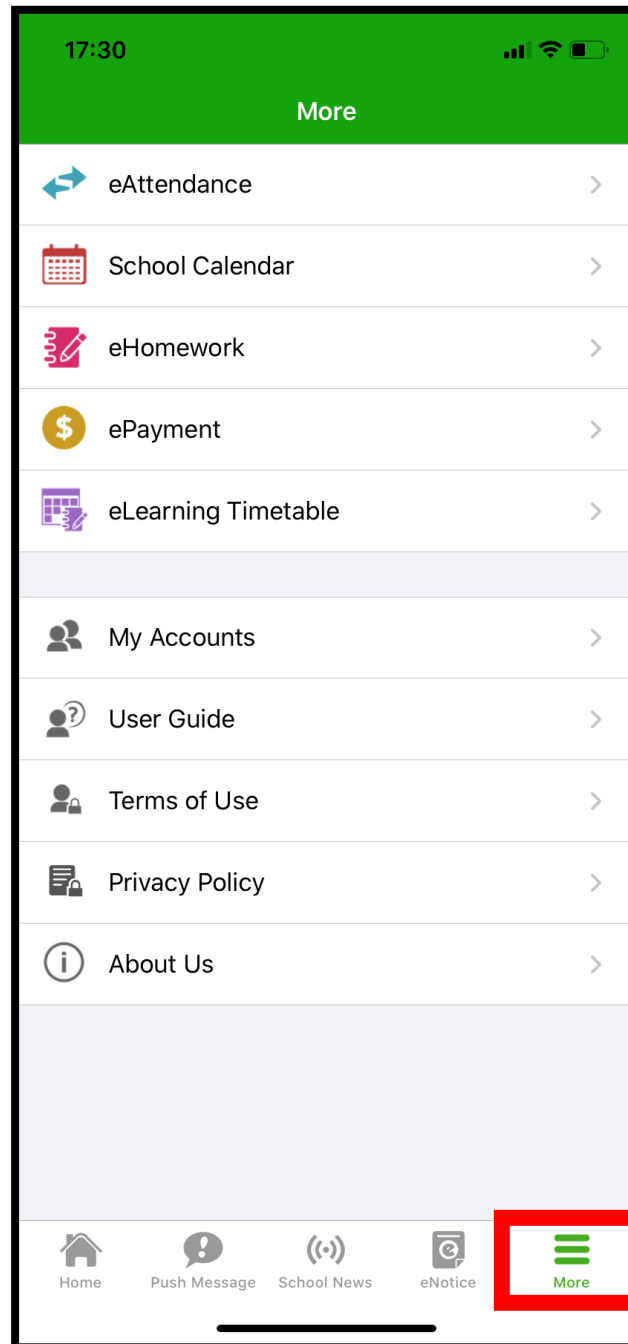 17:30
More
eAttendance
School Calendar
eHomework
ePayment
eLearning Timetable
My Accounts
User Guide
Terms of Use
Privacy Policy
About Us
Home Push Message School News eNotice More